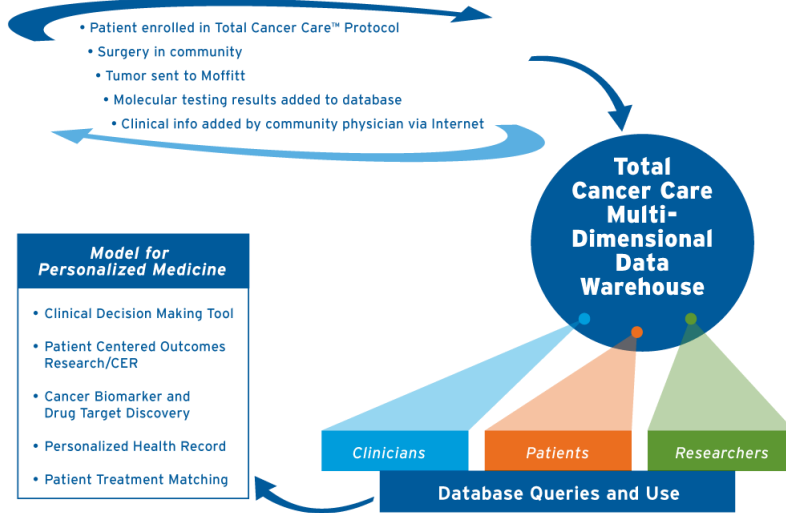 • Patient enrolled in Total Cancer Care™ Protocol
• Surgery in community
• Tumor sent to Moffitt
• Molecular testing results added to database
• Clinical info added by community physician via Internet
Total
Cancer Care
Multi-
Dimensional
Data
Warehouse
Model for
Personalized Medicine
• Clinical Decision Making Tool
• Patient Centered Outcomes
Research/CER
• Cancer Biomarker and
Drug Target Discovery
• Personalized Health Record
• Patient Treatment Matching
Clinicians
Patients
Researchers
Database Queries and Use